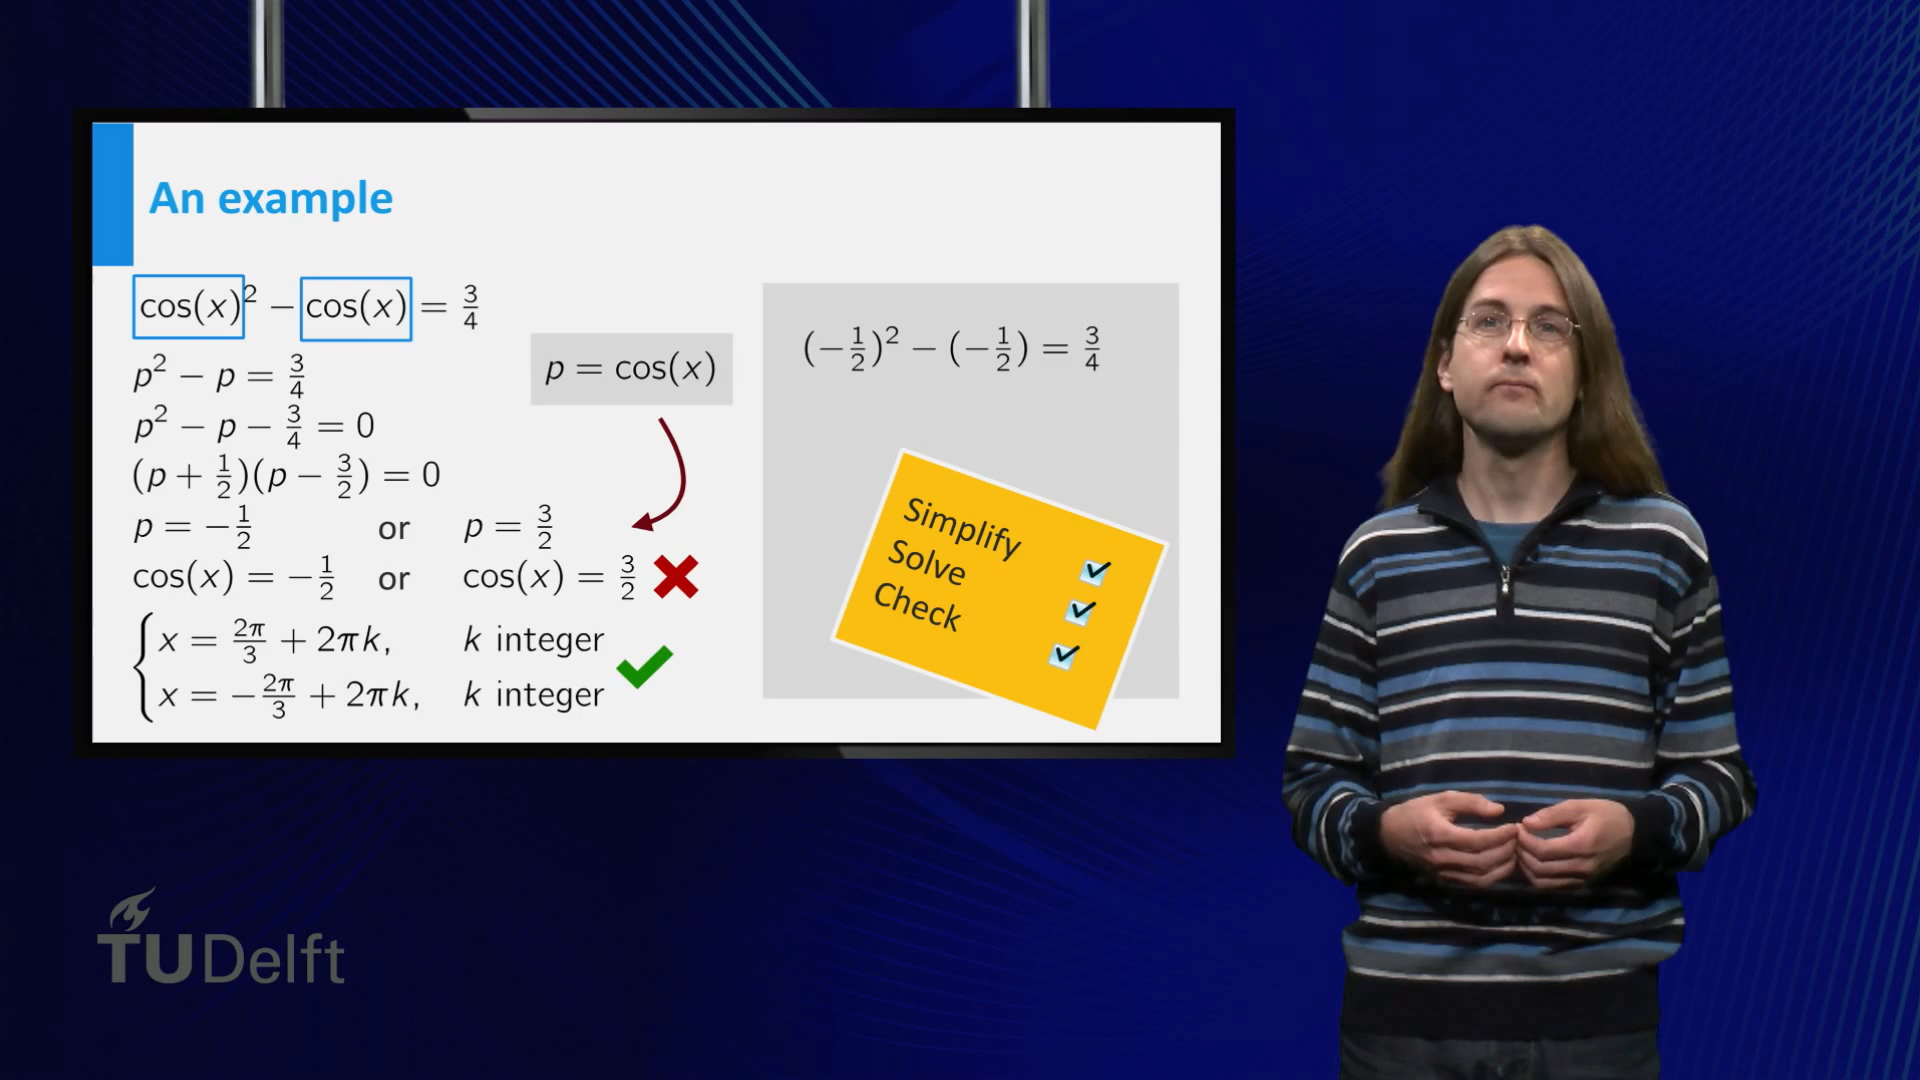 An example
cos(x)² − cos(x) = 3/4
p² − p = 3/4
p² − p − 3/4 = 0
(p + 1/2)(p − 3/2) = 0
p = −1/2 or p = 3/2
cos(x) = −1/2 or cos(x) = 3/2
x = 2π/3 + 2πk, k integer
x = −2π/3 + 2πk, k integer
p = cos(x)
(−1/2)² − (−1/2) = 3/4
Simplify
Solve
Check
TUDelft